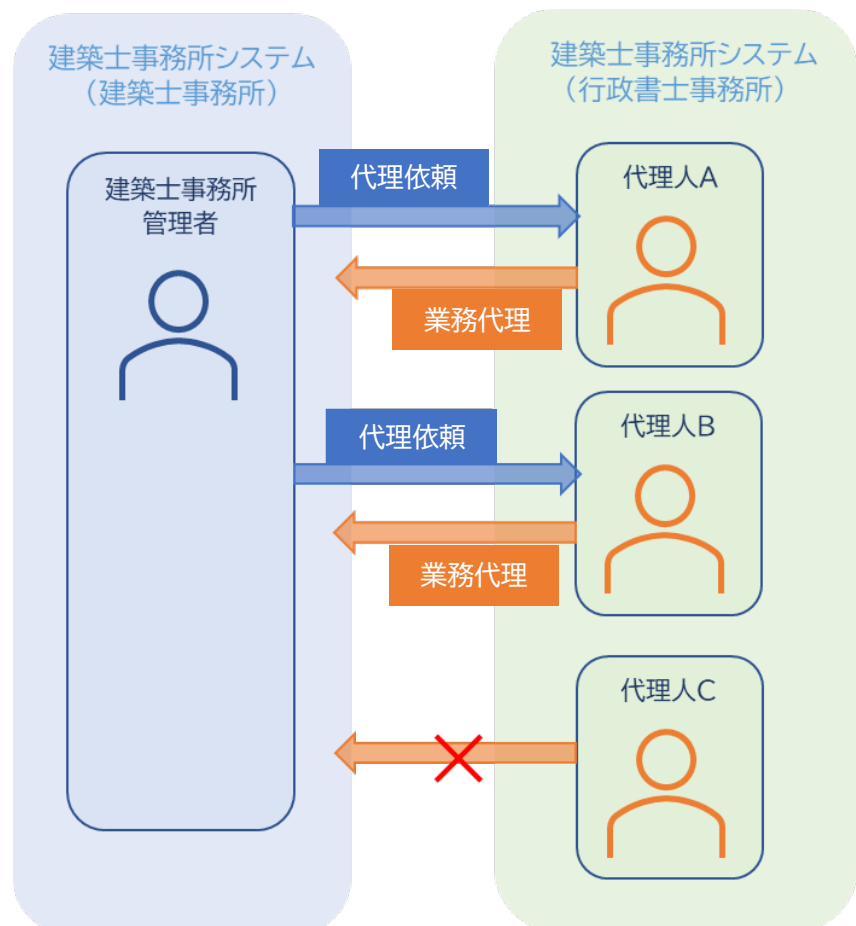 建築士事務所システム
（建築士事務所）
建築士事務所システム
（行政書士事務所）
建築士事務所
管理者
代理依頼
代理人A
業務代理
代理依頼
代理人B
業務代理
代理人C